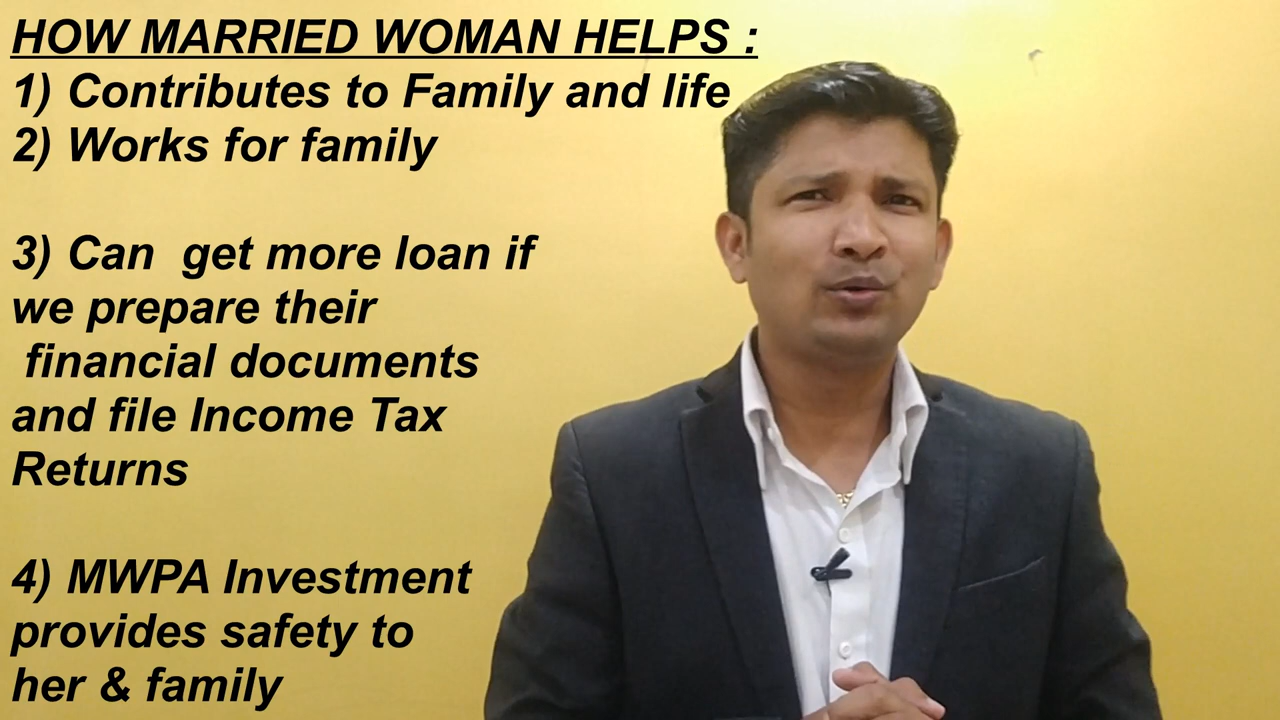 HOW MARRIED WOMAN HELPS :
1) Contributes to Family and life
2) Works for family
3) Can  get more loan if
we prepare their
financial documents
and file Income Tax
Returns
4) MWPA Investment
provides safety to
her & family